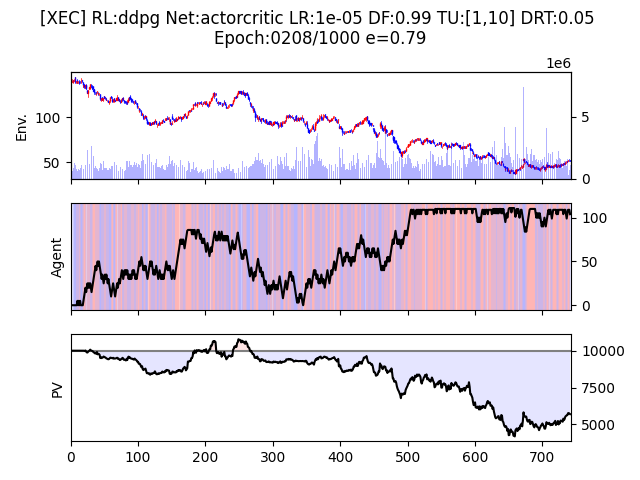 [XEC] RL:ddpg Net:actorcritic LR:1e-05 DF:0.99 TU:[1,10] DRT:0.05
Epoch:0208/1000 e=0.79
1e6
Env.
100
50
5
0
Agent
100
50
0
PV
10000
7500
5000
0 100 200 300 400 500 600 700